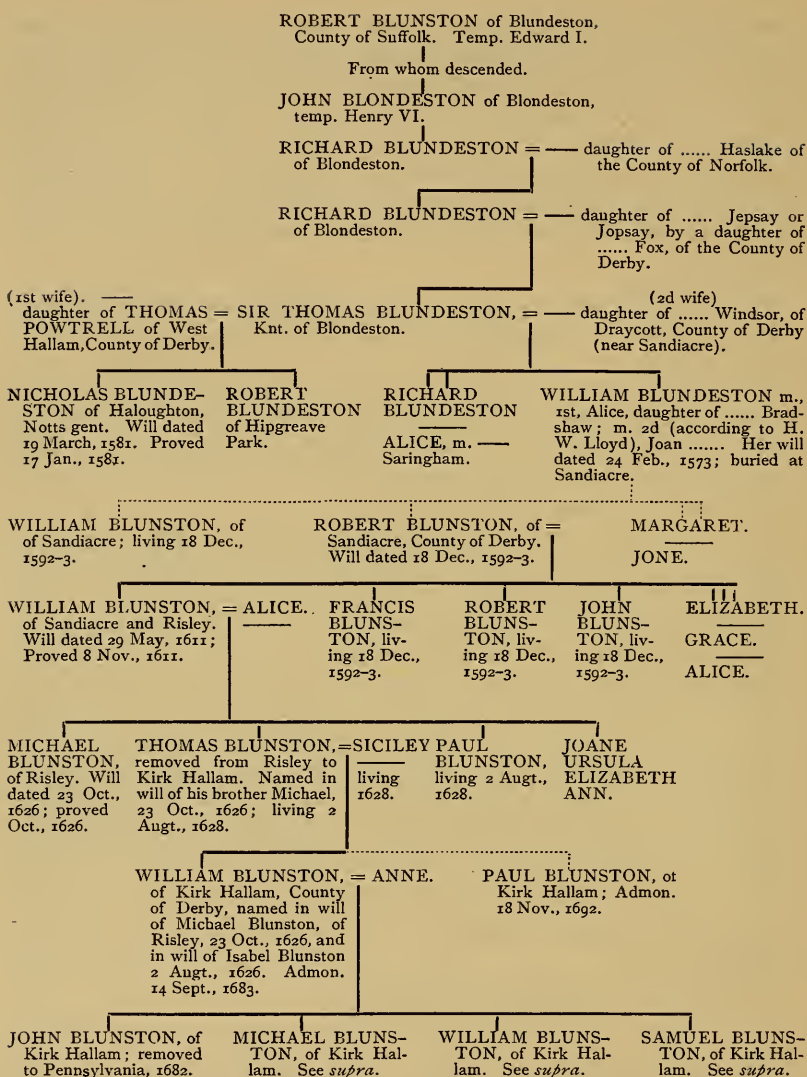 ROBERT BLUNSTON of Blundeston,
County of Suffolk. Temp. Edward I.
From whom descended.
JOHN BLONDESTON of Blondeston,
temp. Henry VI.
RICHARD BLUNDESTON =
of Blondeston.
— daughter of ...... Haslake of
the County of Norfolk.
RICHARD BLUNDESTON =
of Blondeston.
— daughter of ...... Jepsay or
Jopsay, by a daughter of
...... Fox, of the County of
Derby.
(1st wife). —
daughter of THOMAS =
POWTRELL of West
Hallam, County of Derby.
SIR THOMAS BLUNDESTON, =
Knt. of Blondeston.
(2d wife)
— daughter of ...... Windsor, of
Draycott, County of Derby
(near Sandiacre).
NICHOLAS BLUNDE-
STON of Haloughton,
Notts gent. Will dated
19 March, 1581. Proved
17 Jan., 1581.
ROBERT
BLUNDESTON
of Hipgreave
Park.
RICHARD
BLUNDESTON
ALICE, m. —
Saringham.
WILLIAM BLUNDESTON m.,
1st, Alice, daughter of ...... Brad-
shaw; m. 2d (according to H.
W. Lloyd), Joan ....... Her will
dated 24 Feb., 1573; buried at
Sandiacre.
WILLIAM BLUNSTON, of
of Sandiacre; living 18 Dec.,
1592-3.
ROBERT BLUNSTON, of =
Sandiacre, County of Derby.
Will dated 18 Dec., 1592-3.
MARGARET.
JONE.
WILLIAM BLUNSTON, = ALICE.
of Sandiacre and Risley.
Will dated 29 May, 1611;
Proved 8 Nov., 1611.
FRANCIS
BLUNS-
TON, liv-
ing 18 Dec.,
1592-3.
ROBERT
BLUNS-
TON, liv-
ing 18 Dec.,
1592-3.
JOHN
BLUNS-
TON, liv-
ing 18 Dec.,
1592-3.
ELIZABETH.
GRACE.
ALICE.
MICHAEL
BLUNSTON,
of Risley. Will
dated 23 Oct.,
1626; proved
Oct., 1626.
THOMAS BLUNSTON, =
removed from Risley to
Kirk Hallam. Named in
will of his brother Michael,
23 Oct., 1626; living 2
Augt., 1628.
SICILEY
living
1628.
PAUL
BLUNSTON,
living 2 Augt.,
1628.
JOANE
URSULA
ELIZABETH
ANN.
WILLIAM BLUNSTON, = ANNE.
of Kirk Hallam, County
of Derby, named in will
of Michael Blunston, of
Risley, 23 Oct., 1626, and
in will of Isabel Blunston
2 Augt., 1626. Admon.
14 Sept., 1683.
PAUL BLUNSTON, ot
Kirk Hallam; Admon.
18 Nov., 1692.
JOHN BLUNSTON, of
Kirk Hallam; removed
to Pennsylvania, 1682.
MICHAEL BLUNS-
TON, of Kirk Hal-
lam. See supra.
WILLIAM BLUNS-
TON, of Kirk Hal-
lam. See supra.
SAMUEL BLUNS-
TON, of Kirk Hal-
lam. See supra.